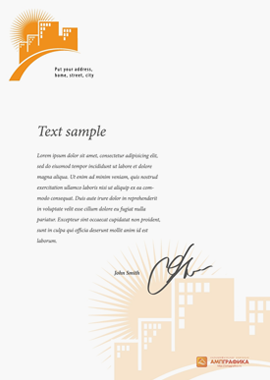 Put your address,
home, street, city
Text sample
Lorem ipsum dolor sit amet, consectetur adipiscing elit,
sed do eiusmod tempor incididunt ut labore et dolore
magna aliqua. Ut enim ad minim veniam, quis nostrud
exercitation ullamco laboris nisi ut aliquip ex ea com-
modo consequat. Duis aute irure dolor in reprehenderit
in voluptate velit esse cillum dolore eu fugiat nulla
pariatur. Excepteur sint occaecat cupidatat non proident,
sunt in culpa qui officia deserunt mollit anim id est
laborum.
John Smith